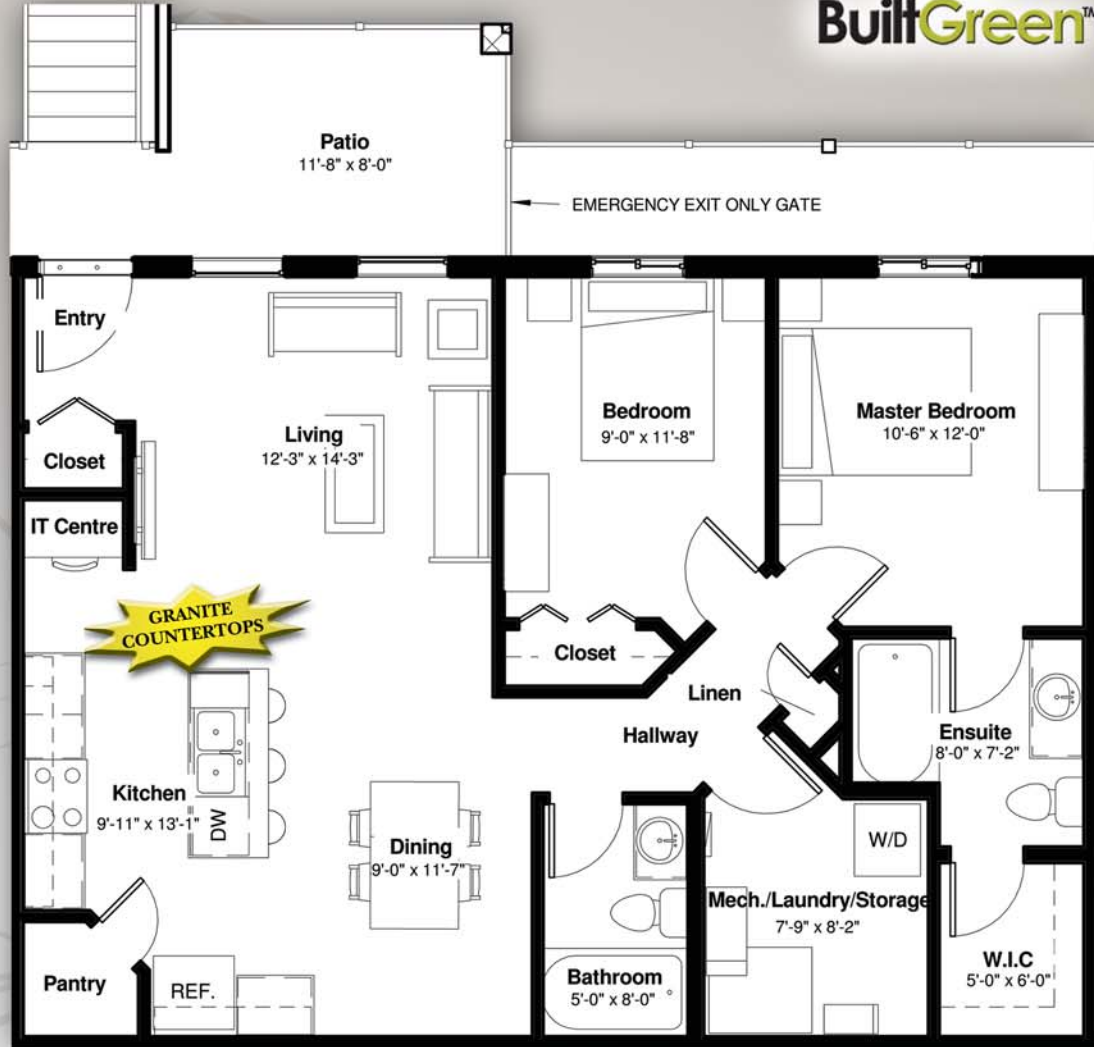 BuiltGreen™
Patio
11'-8" x 8'-0"
EMERGENCY EXIT ONLY GATE
Entry
Closet
IT Centre
Living
12'-3" x 14'-3"
Bedroom
9'-0" x 11'-8"
Master Bedroom
10'-6" x 12'-0"
GRANITE
COUNTERTOPS
Closet
Linen
Hallway
Ensuite
8'-0" x 7'-2"
Kitchen
9'-11" x 13'-1"
DW
Dining
9'-0" x 11'-7"
W/D
Mech./Laundry/Storage
7'-9" x 8'-2"
Pantry
REF.
Bathroom
5'-0" x 8'-0"
W.I.C
5'-0" x 6'-0"